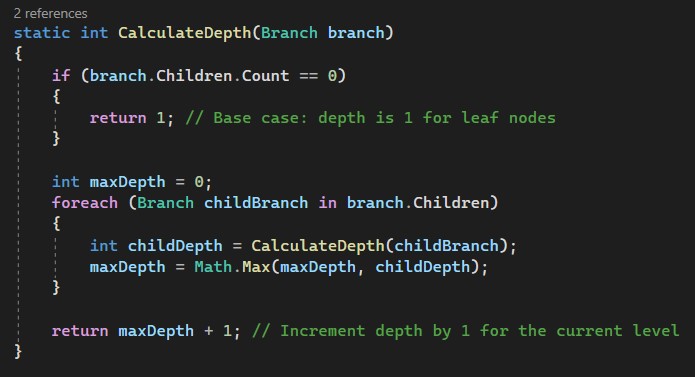 2 references
static int CalculateDepth(Branch branch)
{
    if (branch.Children.Count == 0)
    {
        return 1; // Base case: depth is 1 for leaf nodes
    }

    int maxDepth = 0;
    foreach (Branch childBranch in branch.Children)
    {
        int childDepth = CalculateDepth(childBranch);
        maxDepth = Math.Max(maxDepth, childDepth);
    }

    return maxDepth + 1; // Increment depth by 1 for the current level
}